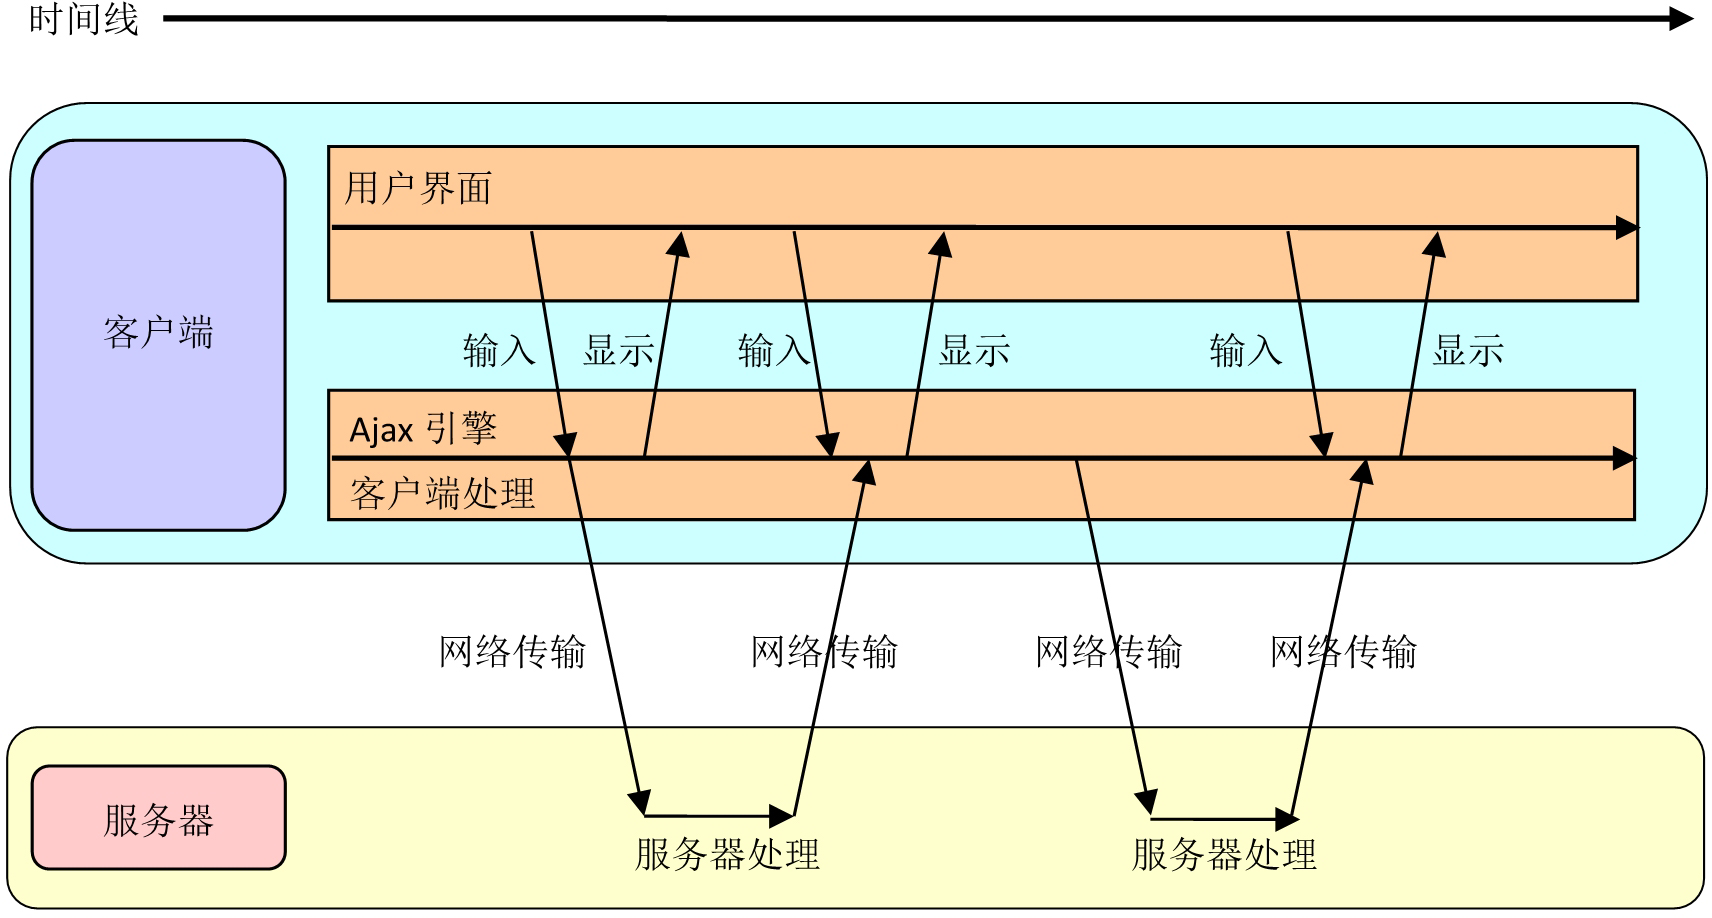 时间线
用户界面
客户端
输入
显示
输入
显示
输入
显示
Ajax 引擎
客户端处理
网络传输
网络传输
网络传输
网络传输
服务器
服务器处理
服务器处理